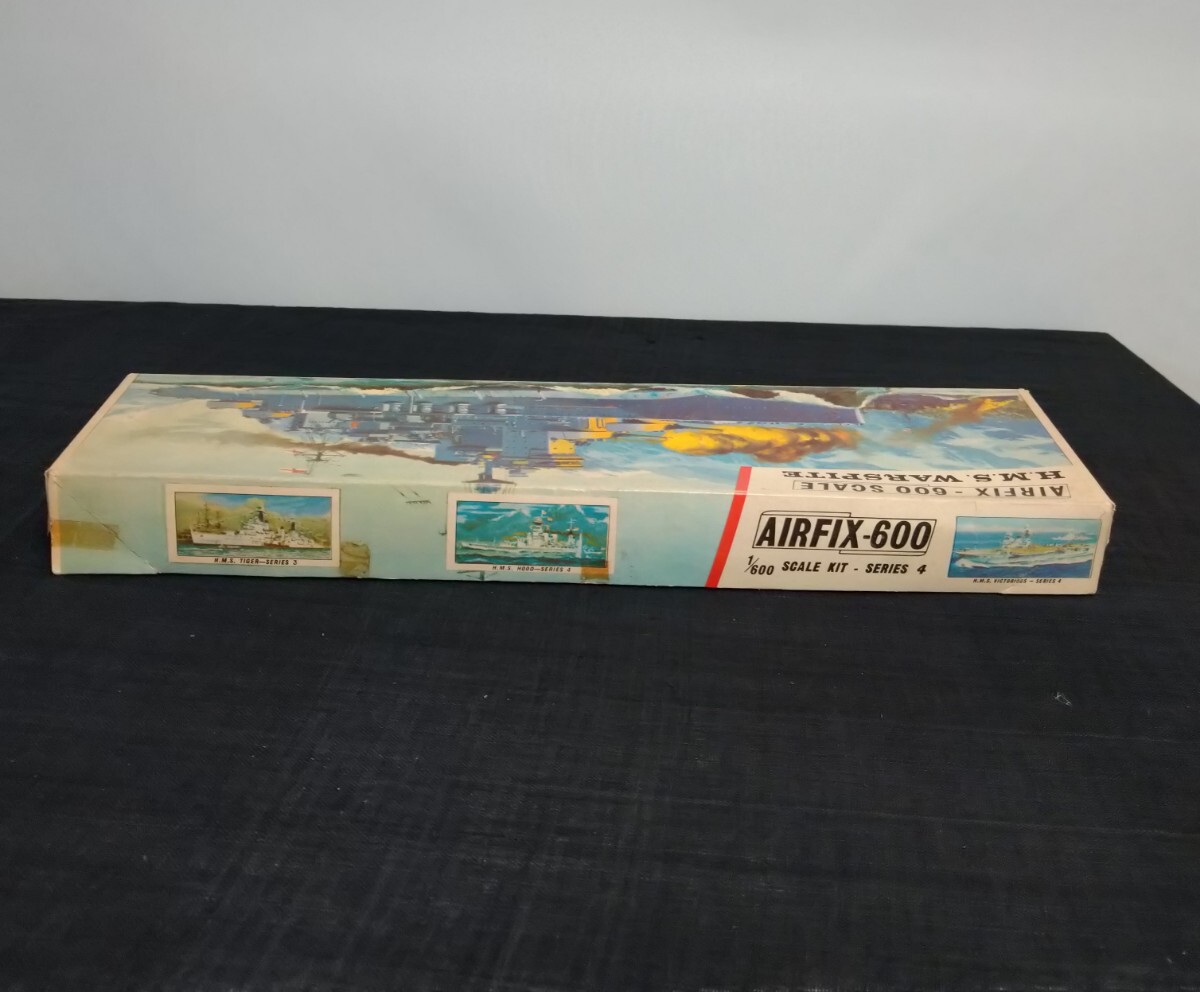 AIRFIX - 600 SCALE
H.M.S. WARSPITE
H.M.S. TIGER—SERIES 3
H.M.S. HOOD—SERIES 4
AIRFIX-600
1/600 SCALE KIT - SERIES 4
H.M.S. VICTORIOUS - SERIES 4